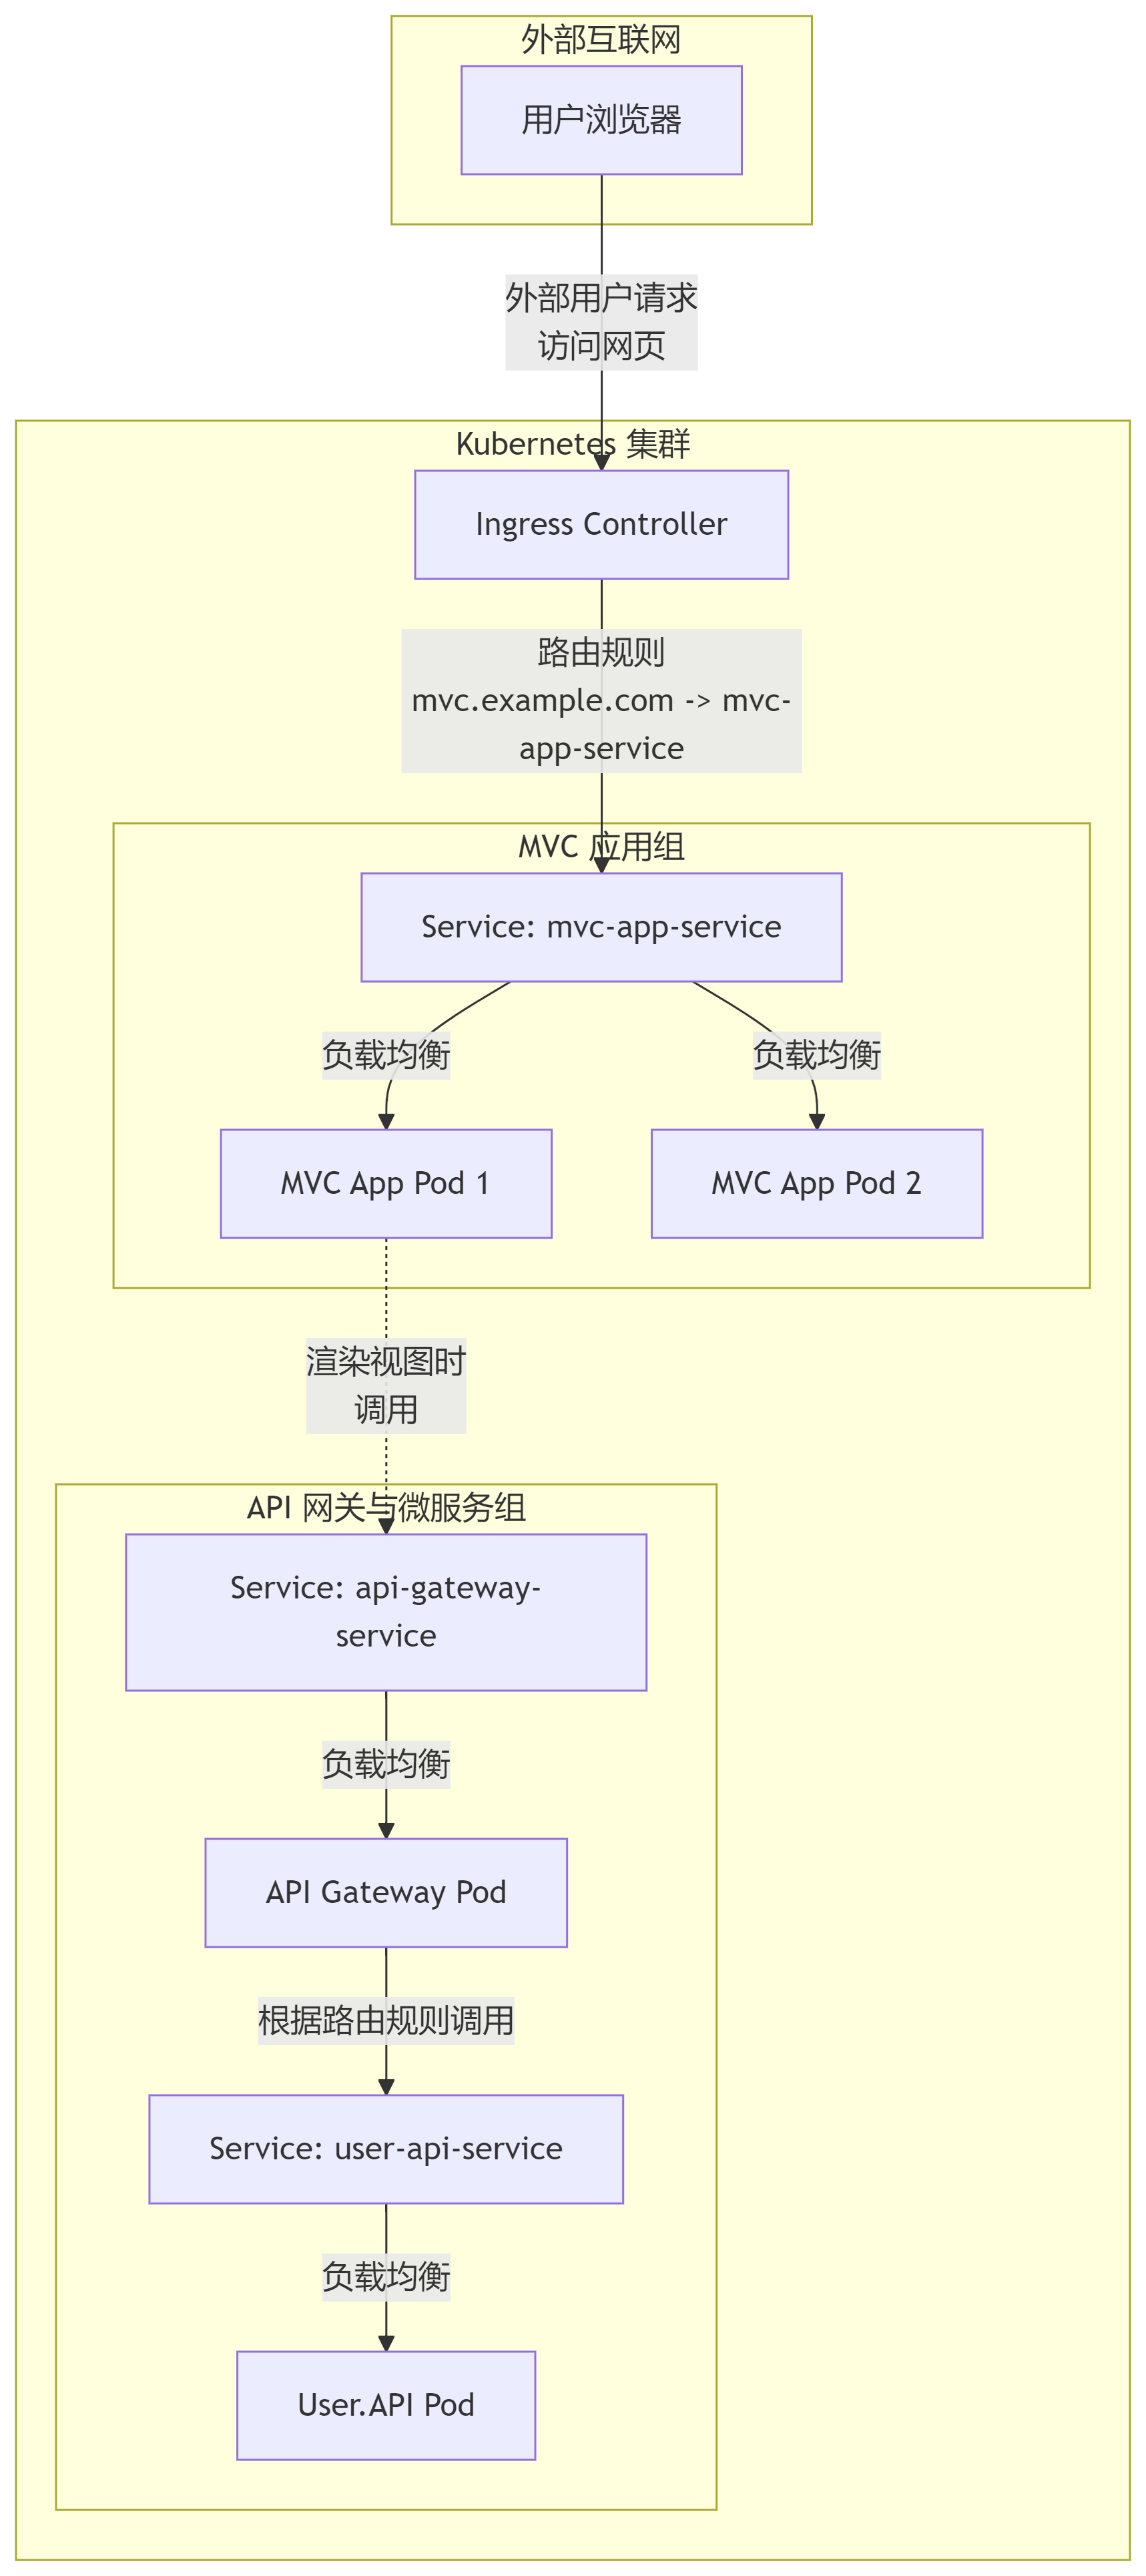 外部互联网
用户浏览器
外部用户请求
访问网页
Kubernetes 集群
Ingress Controller
路由规则
mvc.example.com -> mvc-
app-service
MVC 应用组
Service: mvc-app-service
负载均衡
负载均衡
MVC App Pod 1
MVC App Pod 2
渲染视图时
调用
API 网关与微服务组
Service: api-gateway-
service
负载均衡
API Gateway Pod
根据路由规则调用
Service: user-api-service
负载均衡
User.API Pod